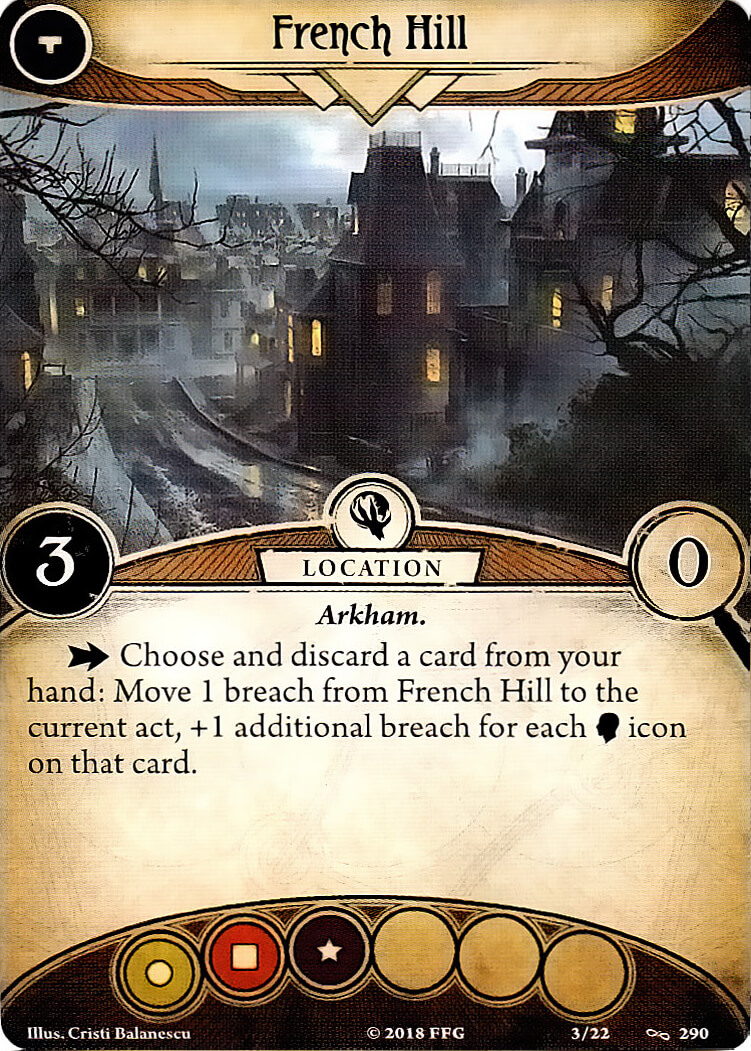 French Hill
3
LOCATION
0
Arkham.
Choose and discard a card from your
hand: Move 1 breach from French Hill to the
current act, +1 additional breach for each icon
on that card.
Illus. Cristi Balanescu
© 2018 FFG
3/22
290